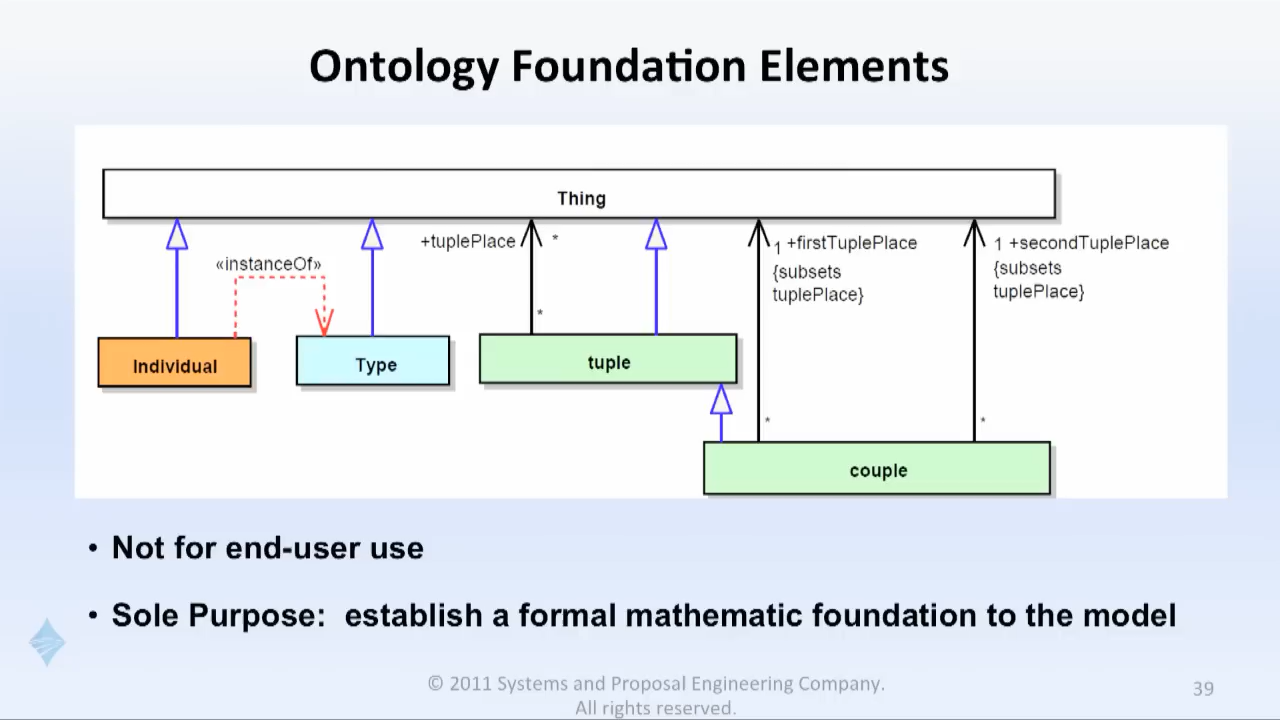 Ontology Foundation Elements
Thing
+tuplePlace *
1 +firstTuplePlace
{subsets
tuplePlace}
1 +secondTuplePlace
{subsets
tuplePlace}
«instanceOf»
*
Individual
Type
tuple
*
*
couple
• Not for end-user use
• Sole Purpose: establish a formal mathematic foundation to the model
© 2011 Systems and Proposal Engineering Company.
All rights reserved.
39